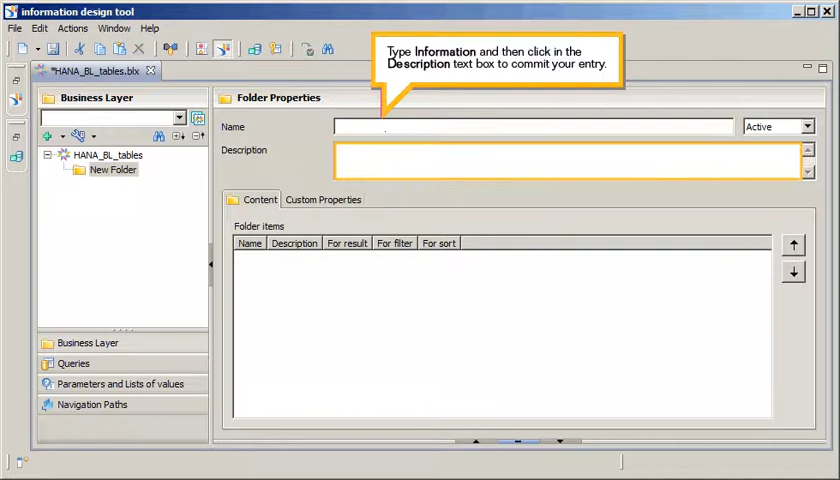 information design tool
File Edit Actions Window Help
Type Information and then click in the
Description text box to commit your entry.
*HANA_BL_tables.blx
Business Layer
Folder Properties
Name
Active
Description
HANA_BL_tables
New Folder
Content Custom Properties
Folder items
Name Description For result For filter For sort
Business Layer
Queries
Parameters and Lists of values
Navigation Paths